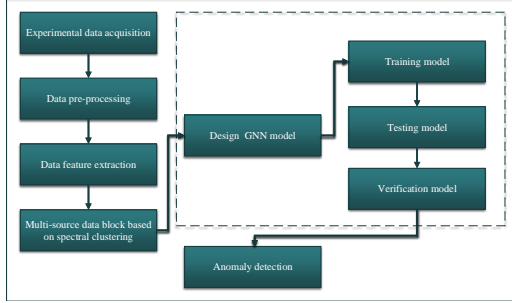 Experimental data acquisition
Data pre-processing
Data feature extraction
Multi-source data block based
on spectral clustering
Design GNN model
Training model
Testing model
Verification model
Anomaly detection